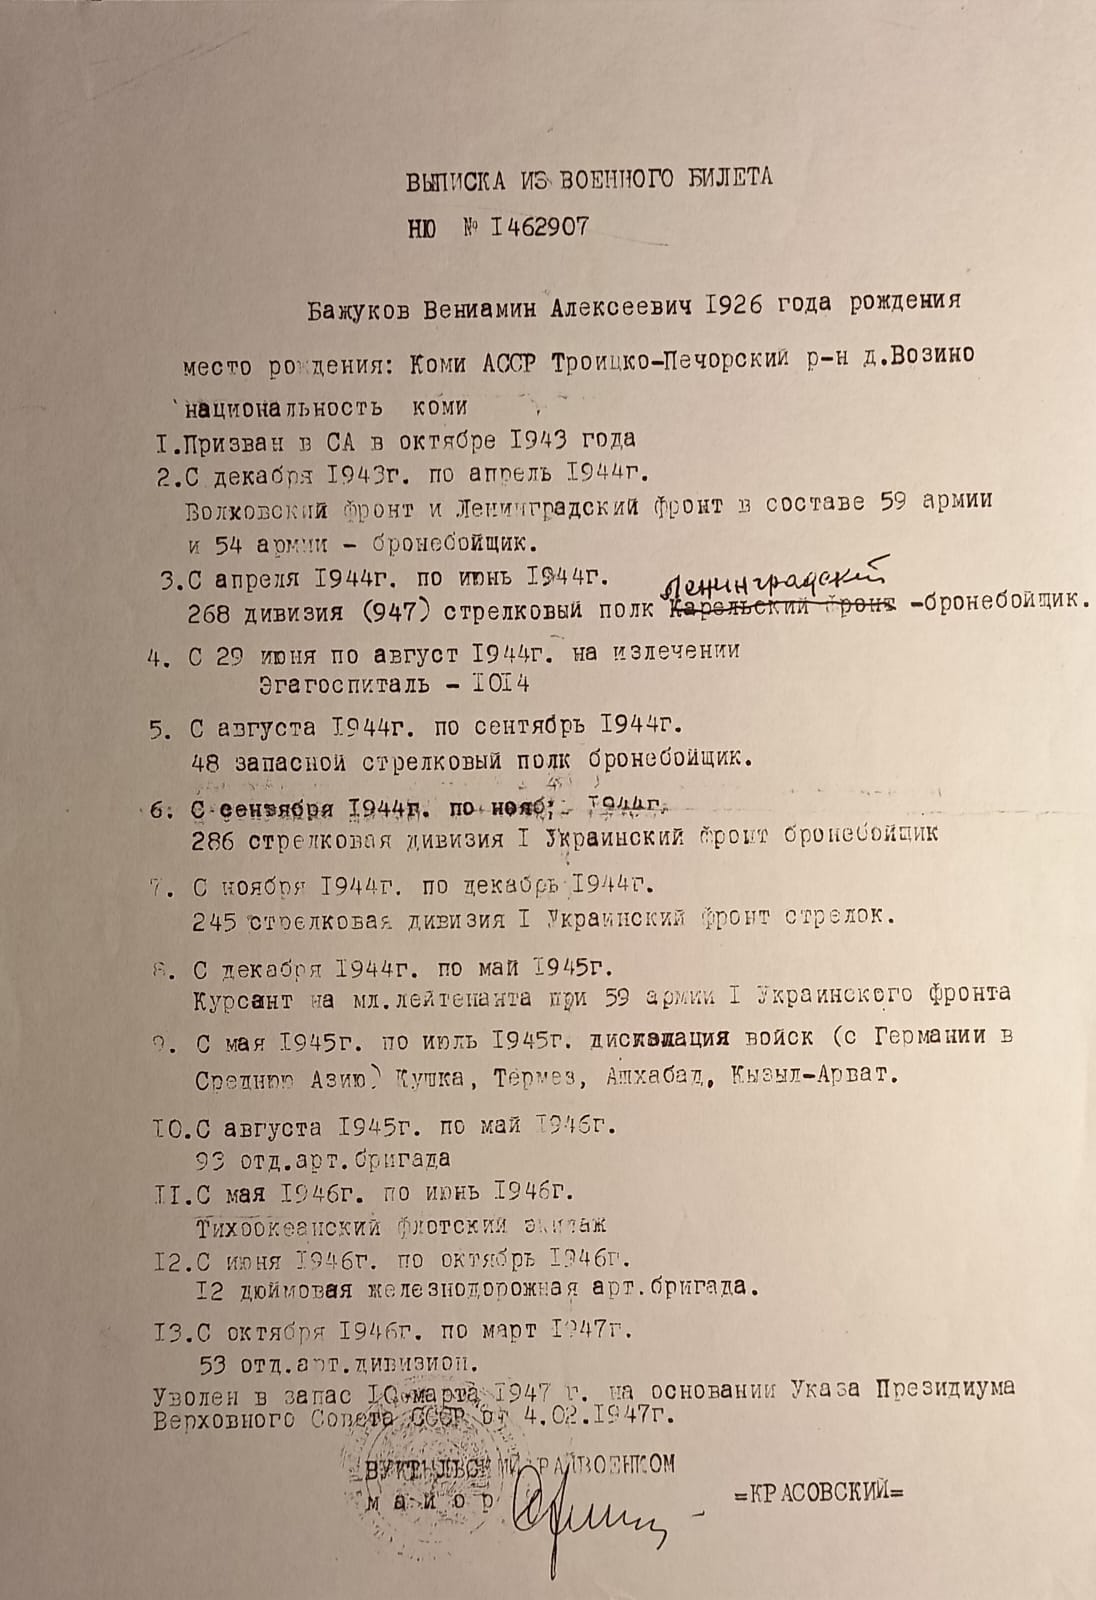 ВЫПИСКА ИЗ ВОЕННОГО БИЛЕТА
НЮ № I462907
Бажуков Вениамин Алексеевич I926 года рождения
место рождения: Коми АССР Троицко-Печорский р-н д.Возино
национальность коми
I.Призван в СА в октябре I943 года
2.С декабря I943г. по апрель I944г.
Волховский фронт и Ленинградский фронт в составе 59 армии
и 54 армии - бронебойщик.
3.С апреля I944г. по июнь I944г.
Ленинградский
268 дивизия (947) стрелковый полк Карельский фронт -бронебойщик.
4. С 29 июня по август I944г. на излечении
Эгагоспиталь - I0I4
5. С августа I944г. по сентябрь I944г.
48 запасной стрелковый полк бронебойщик.
6. С сентября I944г. по нояб I944г.
286 стрелковая дивизия I Украинский фронт бронебойщик
7. С ноября I944г. по декабрь I944г.
245 стрелковая дивизия I Украинский фронт стрелок.
8. С декабря I944г. по май I945г.
Курсант на мл.лейтенанта при 59 армии I Украинского фронта
9. С мая I945г. по июль I945г. войск (с Германии в
Среднюю Азию) Кушка, Термез, Ашхабад, Кызыл-Арват.
I0.С августа I945г. по май I946г.
93 отд.арт.бригада
II.С мая I946г. по июнь I946г.
Тихоокеанский флотский экипаж
I2.С июня I946г. по октябрь I946г.
I2 дюймовая железнодорожная арт.бригада.
I3.С октября I946г. по март I947г.
53 отд.арт.дивизион.
Уволен в запас I0 марта I947 г. на основании Указа Президиума
Верховного Совета СССР от 4.02.I947г.
ВУКТЫЛЬСКИЙ РАЙВОЕНКОМ
майор =КРАСОВСКИЙ=